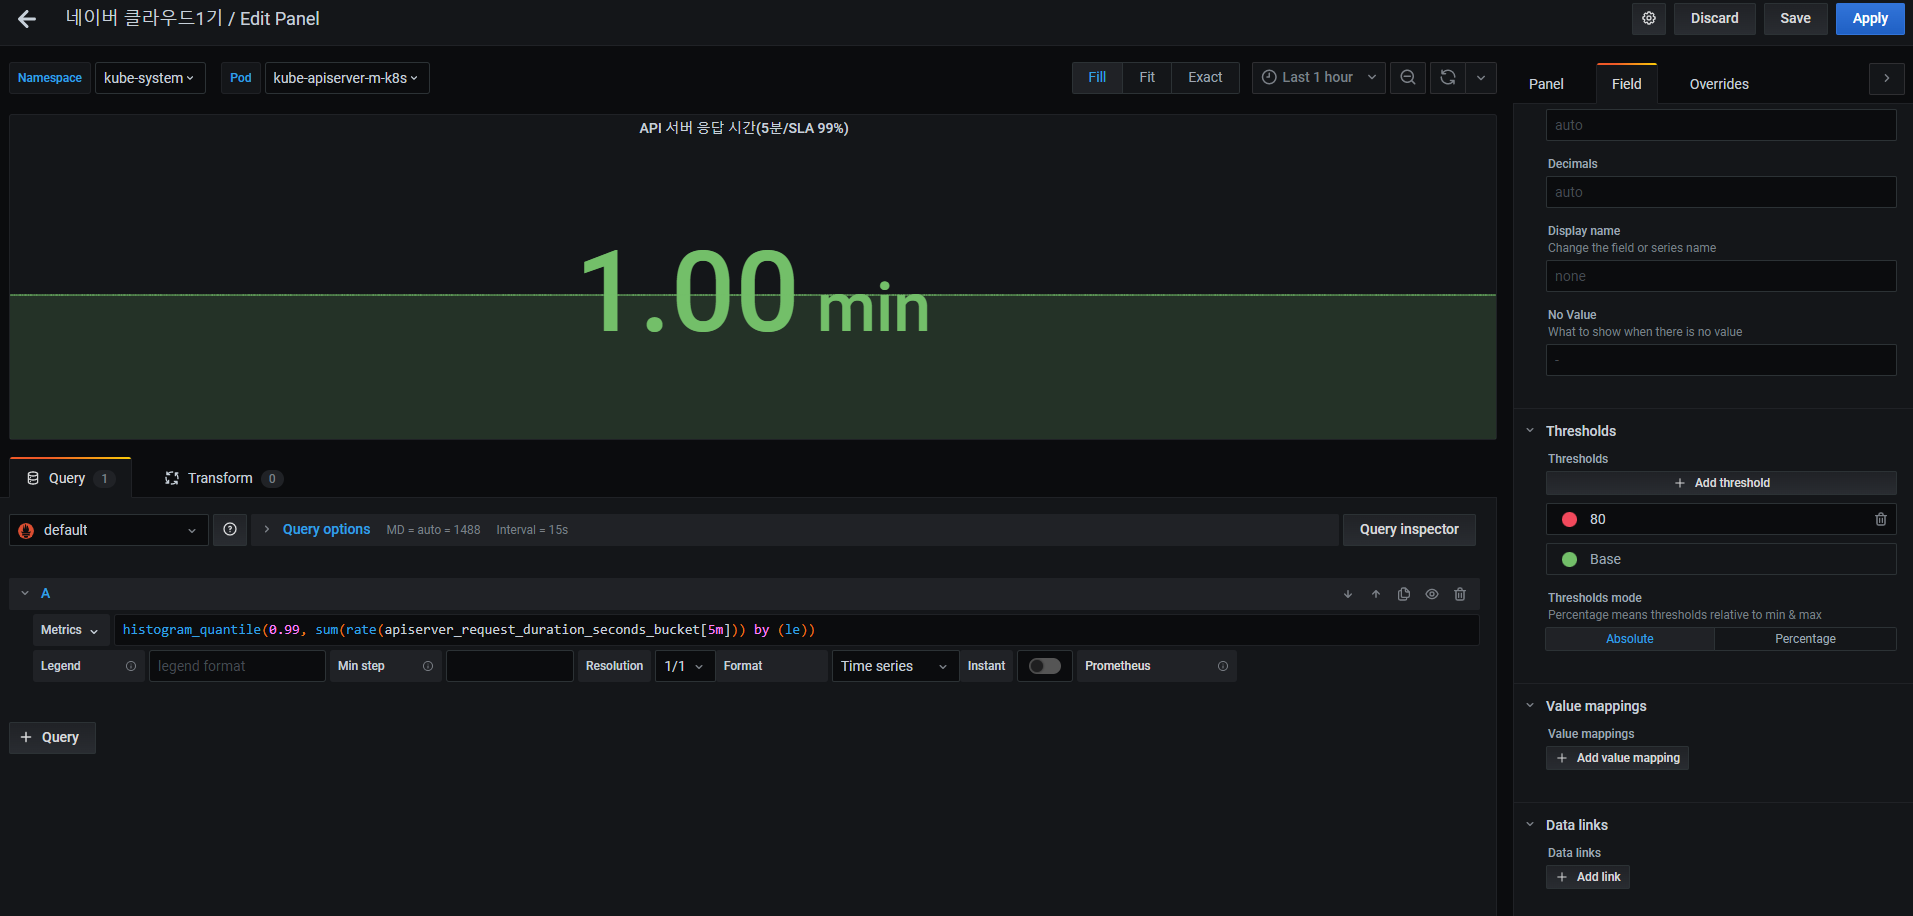 네이버 클라우드1기 / Edit Panel
Discard
Save
Apply
Namespace
kube-system
Pod
kube-apiserver-m-k8s
Fill
Fit
Exact
Last 1 hour
Panel
Field
Overrides
API 서버 응답 시간(5분/SLA 99%)
1.00 min
auto
Decimals
auto
Display name
Change the field or series name
none
No Value
What to show when there is no value
-
Thresholds
Thresholds
+ Add threshold
80
Base
Thresholds mode
Percentage means thresholds relative to min & max
Absolute
Percentage
Value mappings
Value mappings
+ Add value mapping
Data links
Data links
+ Add link
Query 1
Transform 0
default
Query options
MD = auto = 1488
Interval = 15s
Query inspector
A
Metrics
histogram_quantile(0.99, sum(rate(apiserver_request_duration_seconds_bucket[5m])) by (le))
Legend
legend format
Min step
Resolution
1/1
Format
Time series
Instant
Prometheus
+ Query